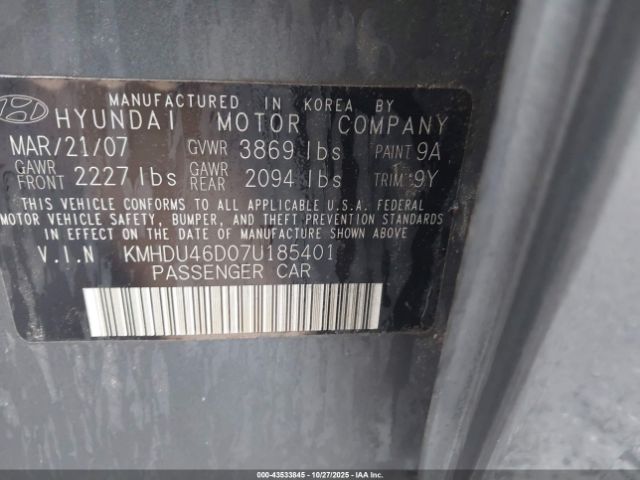 MANUFACTURED IN KOREA BY
HYUNDAI MOTOR COMPANY
MAR/21/07 GVWR 3869 lbs PAINT 9A
GAWR FRONT 2227 lbs GAWR REAR 2094 lbs TRIM 9Y
THIS VEHICLE CONFORMS TO ALL APPLICABLE U.S.A. FEDERAL
MOTOR VEHICLE SAFETY, BUMPER, AND THEFT PREVENTION STANDARDS
IN EFFECT ON THE DATE OF MANUFACTURE SHOWN ABOVE
V.I.N KMHDU46D07U185401
PASSENGER CAR
000-43533845 - 10/27/2025 - IAAI.COM